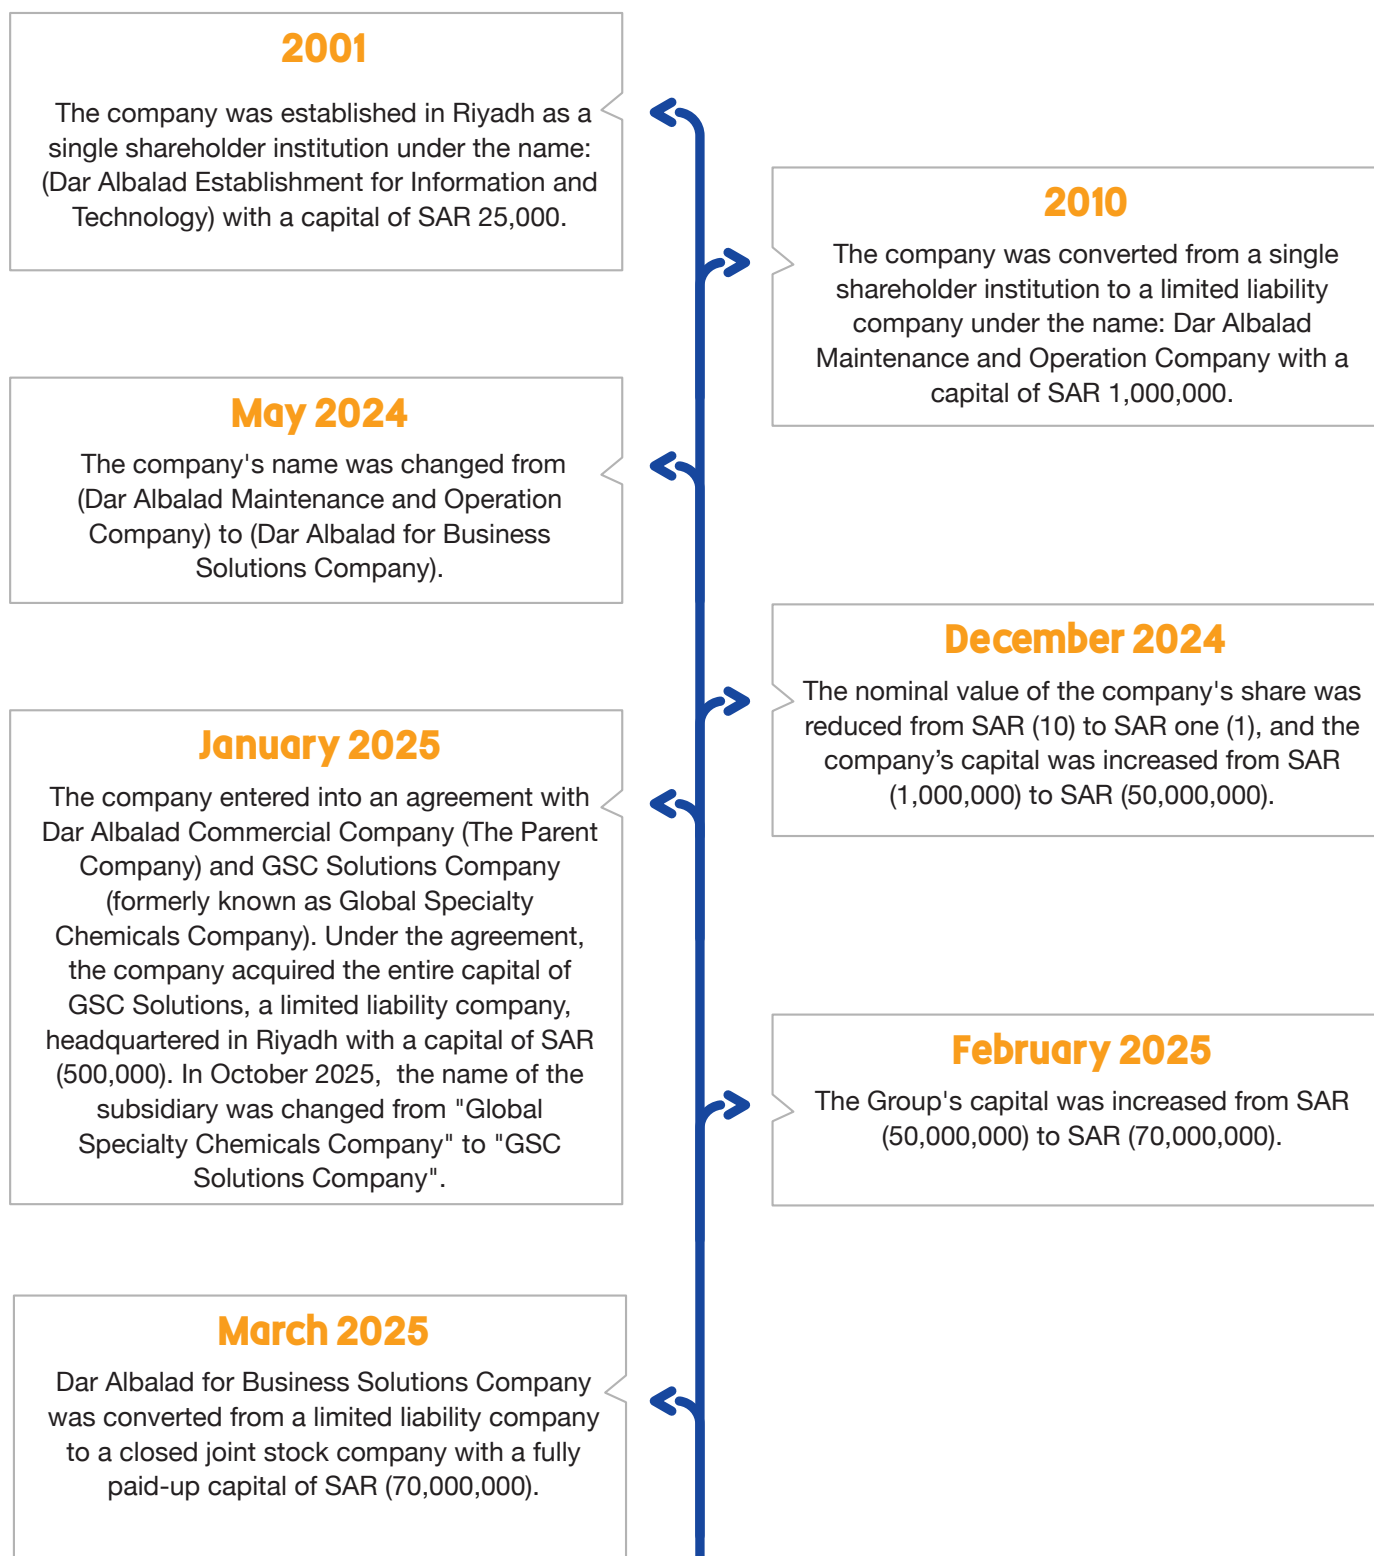 2001
The company was established in Riyadh as a
single shareholder institution under the name:
(Dar Albalad Establishment for Information and
Technology) with a capital of SAR 25,000.
2010
The company was converted from a single
shareholder institution to a limited liability
company under the name: Dar Albalad
Maintenance and Operation Company with a
capital of SAR 1,000,000.
May 2024
The company's name was changed from
(Dar Albalad Maintenance and Operation
Company) to (Dar Albalad for Business
Solutions Company).
December 2024
The nominal value of the company's share was
reduced from SAR (10) to SAR one (1), and the
company’s capital was increased from SAR
(1,000,000) to SAR (50,000,000).
January 2025
The company entered into an agreement with
Dar Albalad Commercial Company (The Parent
Company) and GSC Solutions Company
(formerly known as Global Specialty
Chemicals Company). Under the agreement,
the company acquired the entire capital of
GSC Solutions, a limited liability company,
headquartered in Riyadh with a capital of SAR
(500,000). In October 2025,  the name of the
subsidiary was changed from "Global
Specialty Chemicals Company" to "GSC
Solutions Company".
February 2025
The Group's capital was increased from SAR
(50,000,000) to SAR (70,000,000).
March 2025
Dar Albalad for Business Solutions Company
was converted from a limited liability company
to a closed joint stock company with a fully
paid-up capital of SAR (70,000,000).